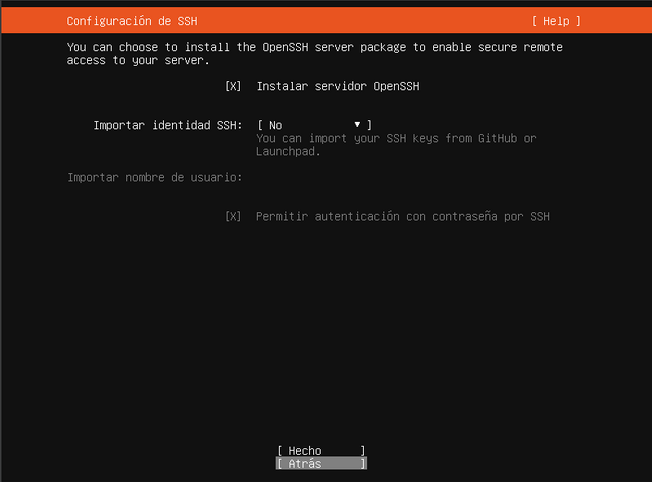 Configuración de SSH [ Help ]
You can choose to install the OpenSSH server package to enable secure remote
access to your server.
[X] Instalar servidor OpenSSH
Importar identidad SSH: [ No ▼ ]
You can import your SSH keys from GitHub or
Launchpad.
Importar nombre de usuario:
[X] Permitir autenticación con contraseña por SSH
[ Hecho ]
[ Atrás ]